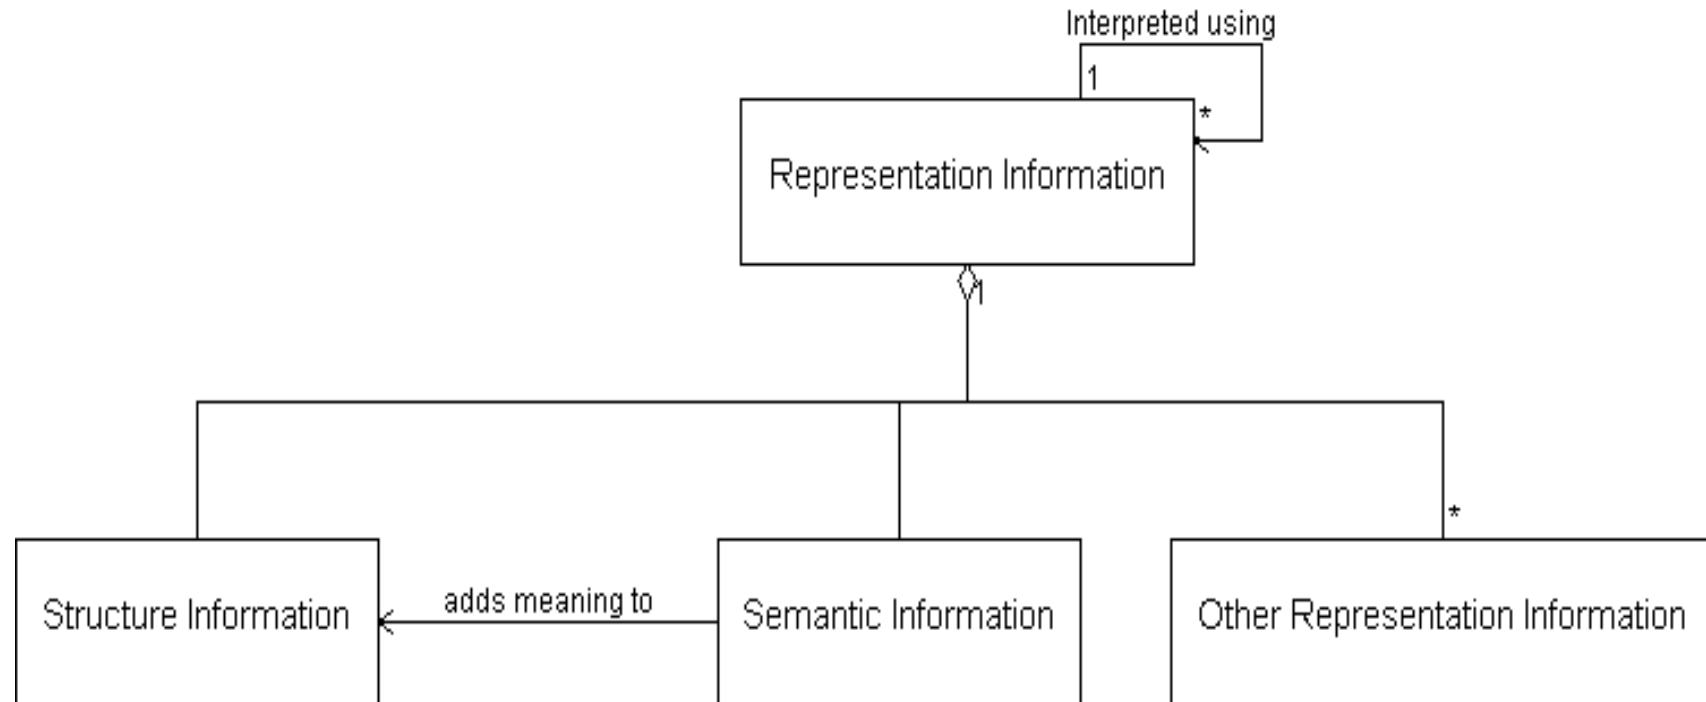 Interpreted using
1
*
Representation Information
1
*
adds meaning to
Structure Information
Semantic Information
Other Representation Information